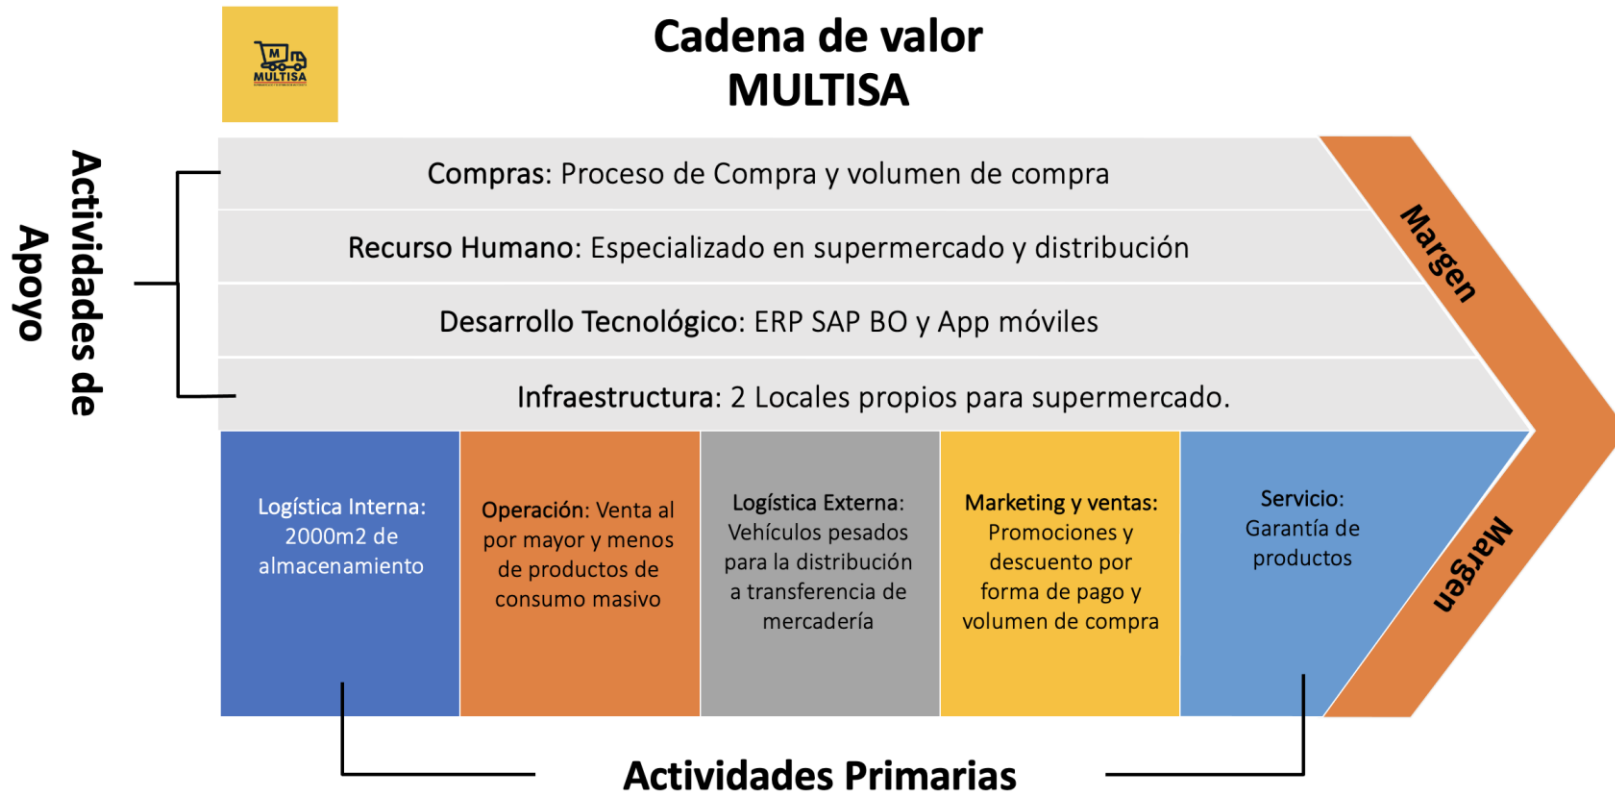 Cadena de valor
MULTISA
M
MULTISA
Actividades de
Apoyo
Compras: Proceso de Compra y volumen de compra
Recurso Humano: Especializado en supermercado y distribución
Desarrollo Tecnológico: ERP SAP BO y App móviles
Infraestructura: 2 Locales propios para supermercado.
Margen
Margen
Logística Interna:
2000m2 de
almacenamiento
Operación: Venta al
por mayor y menos
de productos de
consumo masivo
Logística Externa:
Vehículos pesados
para la distribución
a transferencia de
mercadería
Marketing y ventas:
Promociones y
descuento por
forma de pago y
volumen de compra
Servicio:
Garantía de
productos
Actividades Primarias